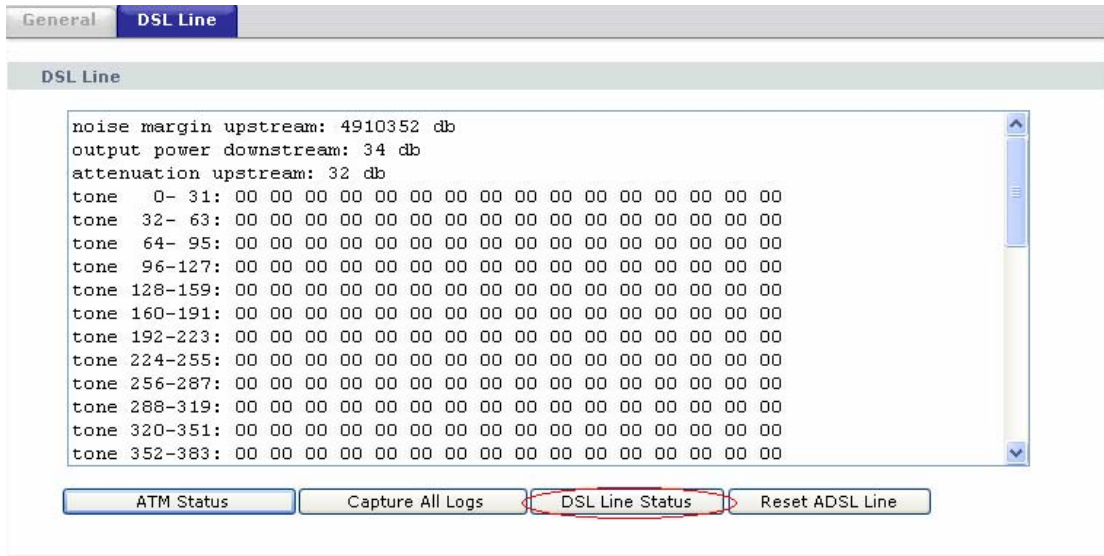 General DSL Line
DSL Line
noise margin upstream: 4910352 db
output power downstream: 34 db
attenuation upstream: 32 db
tone   0- 31: 00 00 00 00 00 00 00 00 00 00 00 00 00 00 00 00
tone  32- 63: 00 00 00 00 00 00 00 00 00 00 00 00 00 00 00 00
tone  64- 95: 00 00 00 00 00 00 00 00 00 00 00 00 00 00 00 00
tone  96-127: 00 00 00 00 00 00 00 00 00 00 00 00 00 00 00 00
tone 128-159: 00 00 00 00 00 00 00 00 00 00 00 00 00 00 00 00
tone 160-191: 00 00 00 00 00 00 00 00 00 00 00 00 00 00 00 00
tone 192-223: 00 00 00 00 00 00 00 00 00 00 00 00 00 00 00 00
tone 224-255: 00 00 00 00 00 00 00 00 00 00 00 00 00 00 00 00
tone 256-287: 00 00 00 00 00 00 00 00 00 00 00 00 00 00 00 00
tone 288-319: 00 00 00 00 00 00 00 00 00 00 00 00 00 00 00 00
tone 320-351: 00 00 00 00 00 00 00 00 00 00 00 00 00 00 00 00
tone 352-383: 00 00 00 00 00 00 00 00 00 00 00 00 00 00 00 00
ATM Status Capture All Logs DSL Line Status Reset ADSL Line